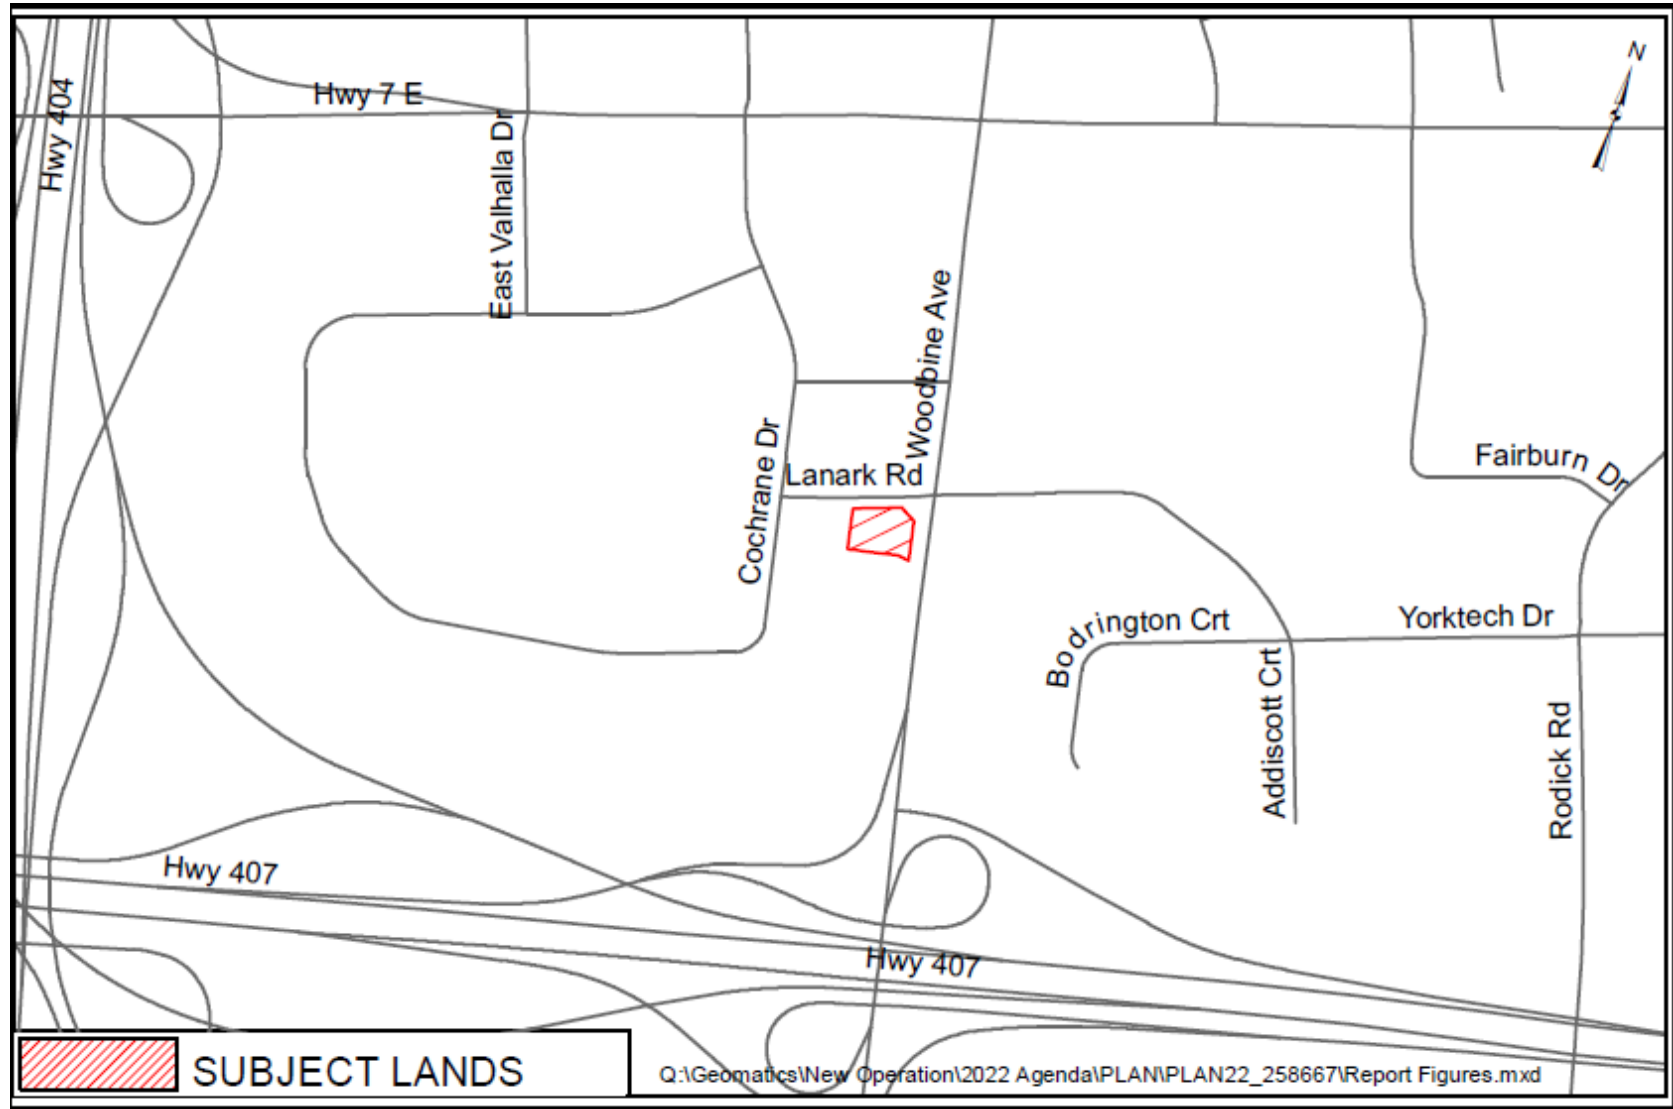 N
Hwy 7 E
Hwy 404
East Valhalla Dr
Woodbine Ave
Cochrane Dr
Lanark Rd
Fairburn Dr
Bodrington Crt
Yorktech Dr
Addiscott Crt
Rodick Rd
Hwy 407
Hwy 407
SUBJECT LANDS
Q:\Geomatics\New Operation\2022 Agenda\PLAN\PLAN22_258667\Report Figures.mxd